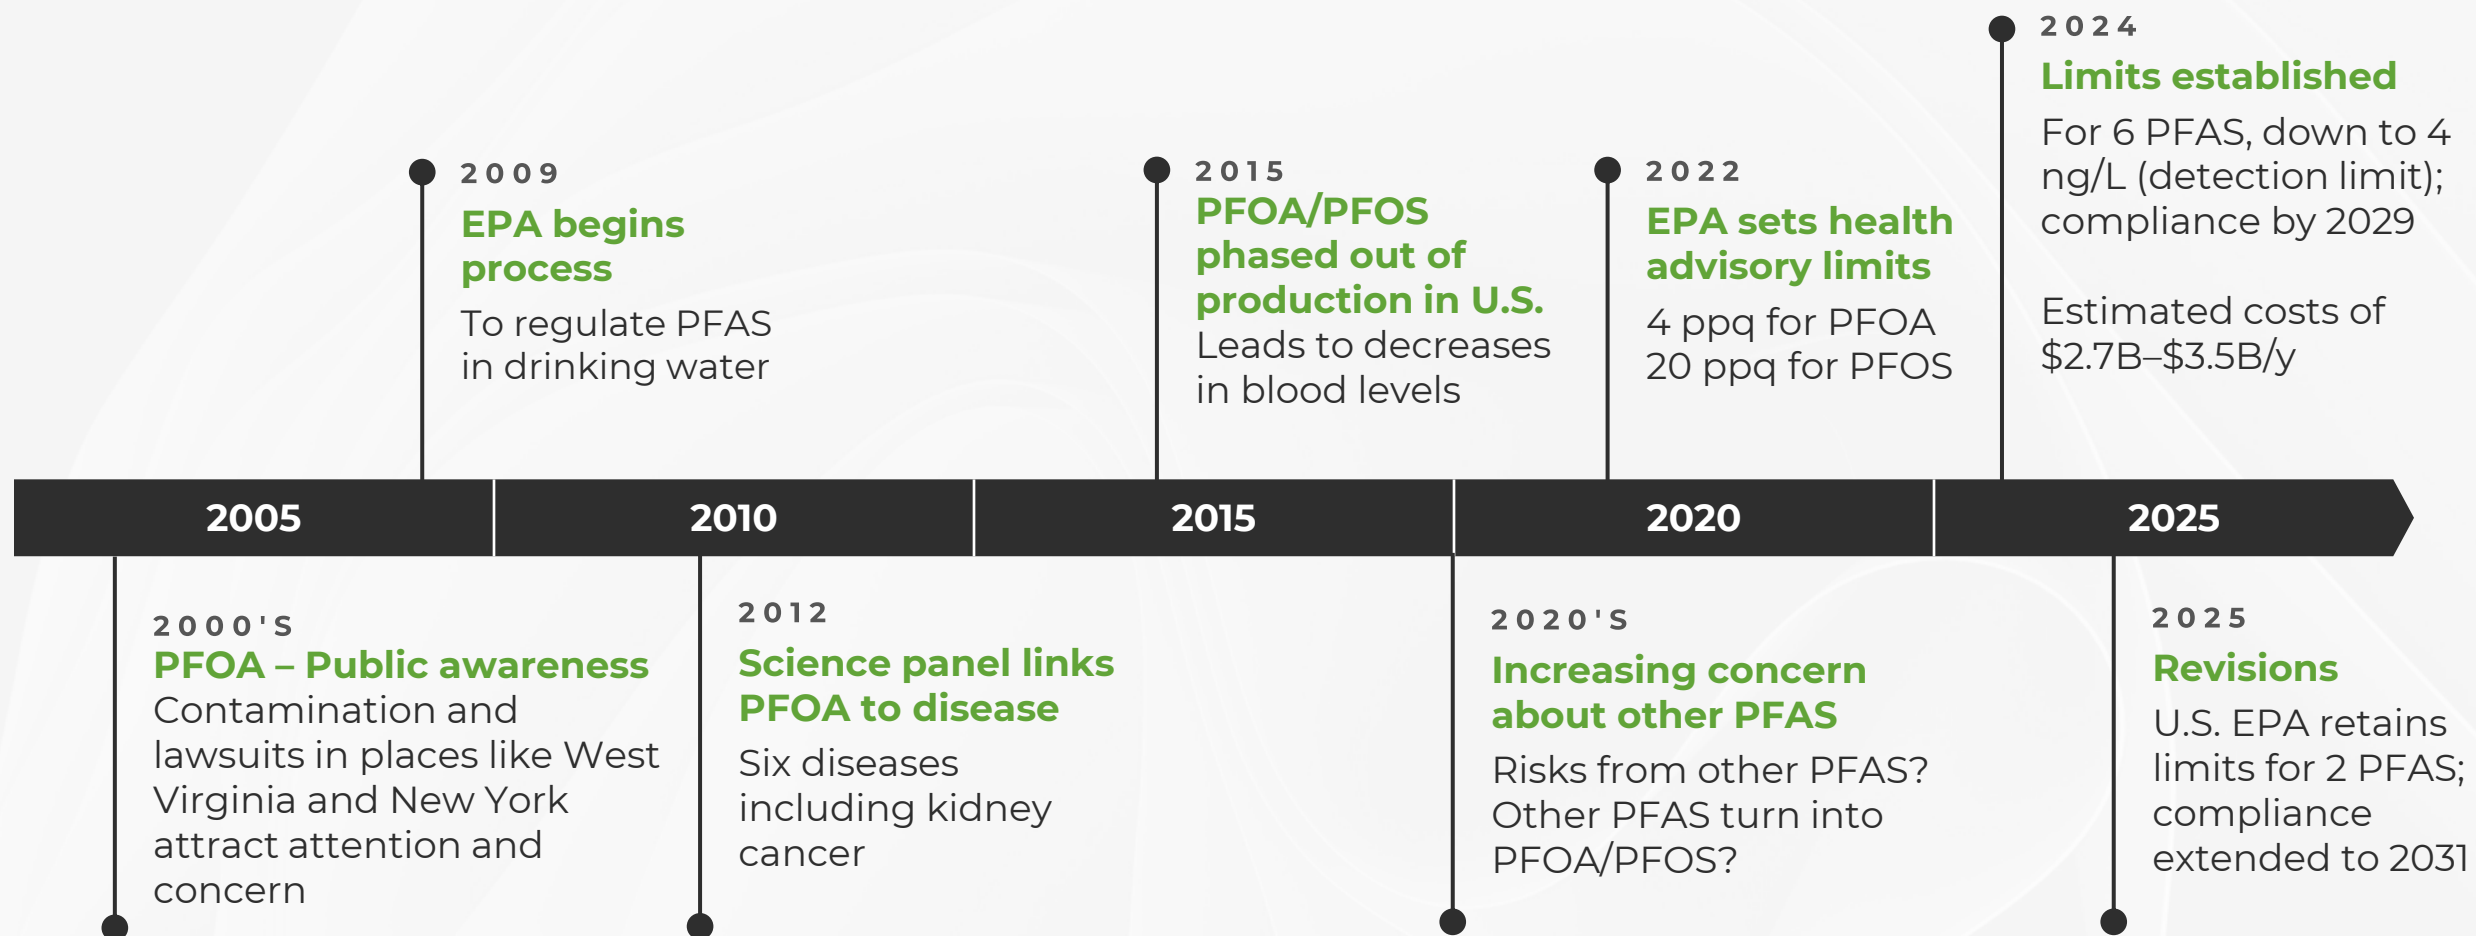 2009
EPA begins
process
To regulate PFAS
in drinking water
2015
PFOA/PFOS
phased out of
production in U.S.
Leads to decreases
in blood levels
2022
EPA sets health
advisory limits
4 ppq for PFOA
20 ppq for PFOS
2024
Limits established
For 6 PFAS, down to 4
ng/L (detection limit);
compliance by 2029
Estimated costs of
$2.7B–$3.5B/y
2005
2010
2015
2020
2025
2000'S
PFOA – Public awareness
Contamination and
lawsuits in places like West
Virginia and New York
attract attention and
concern
2012
Science panel links
PFOA to disease
Six diseases
including kidney
cancer
2020'S
Increasing concern
about other PFAS
Risks from other PFAS?
Other PFAS turn into
PFOA/PFOS?
2025
Revisions
U.S. EPA retains
limits for 2 PFAS;
compliance
extended to 2031